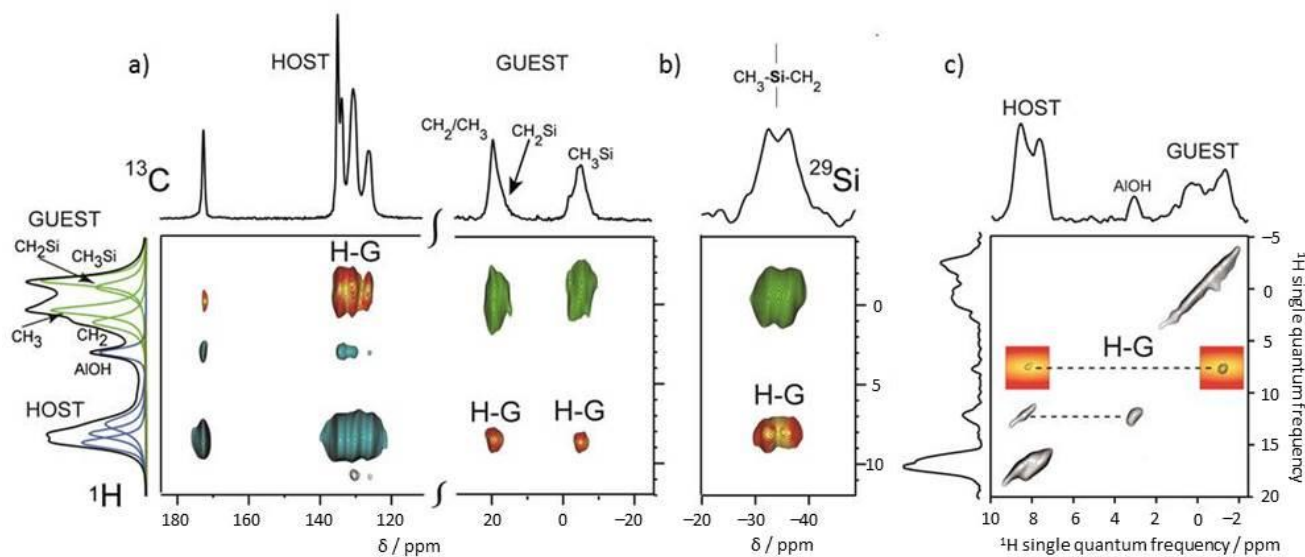 a)
HOST
GUEST
CH2/CH3
CH2Si
CH3Si
13C
GUEST
CH2Si
CH3Si
CH3
CH2
AlOH
HOST
1H
H-G
H-G
H-G
0
5
10
180
160
140
120
20
0
-20
δ / ppm
b)
CH3-Si-CH2
29Si
H-G
0
5
10
-20
-30
-40
δ / ppm
c)
HOST
AlOH
GUEST
H-G
-5
0
5
10
15
20
1H single quantum frequency
10
8
6
4
2
0
-2
1H single quantum frequency / ppm